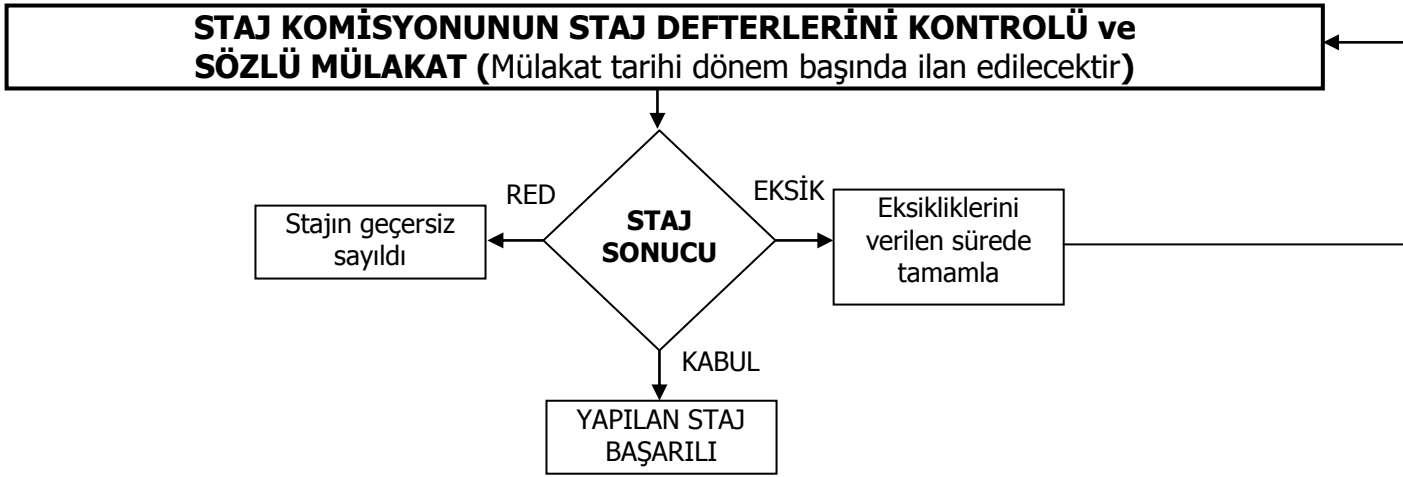 STAJ KOMİSYONUNUN STAJ DEFTERLERİNİ KONTROLÜ ve
SÖZLÜ MÜLAKAT (Mülakat tarihi dönem başında ilan edilecektir)
RED
EKSİK
Stajın geçersiz
sayıldı
STAJ
SONUCU
Eksikliklerini
verilen sürede
tamamla
KABUL
YAPILAN STAJ
BAŞARILI